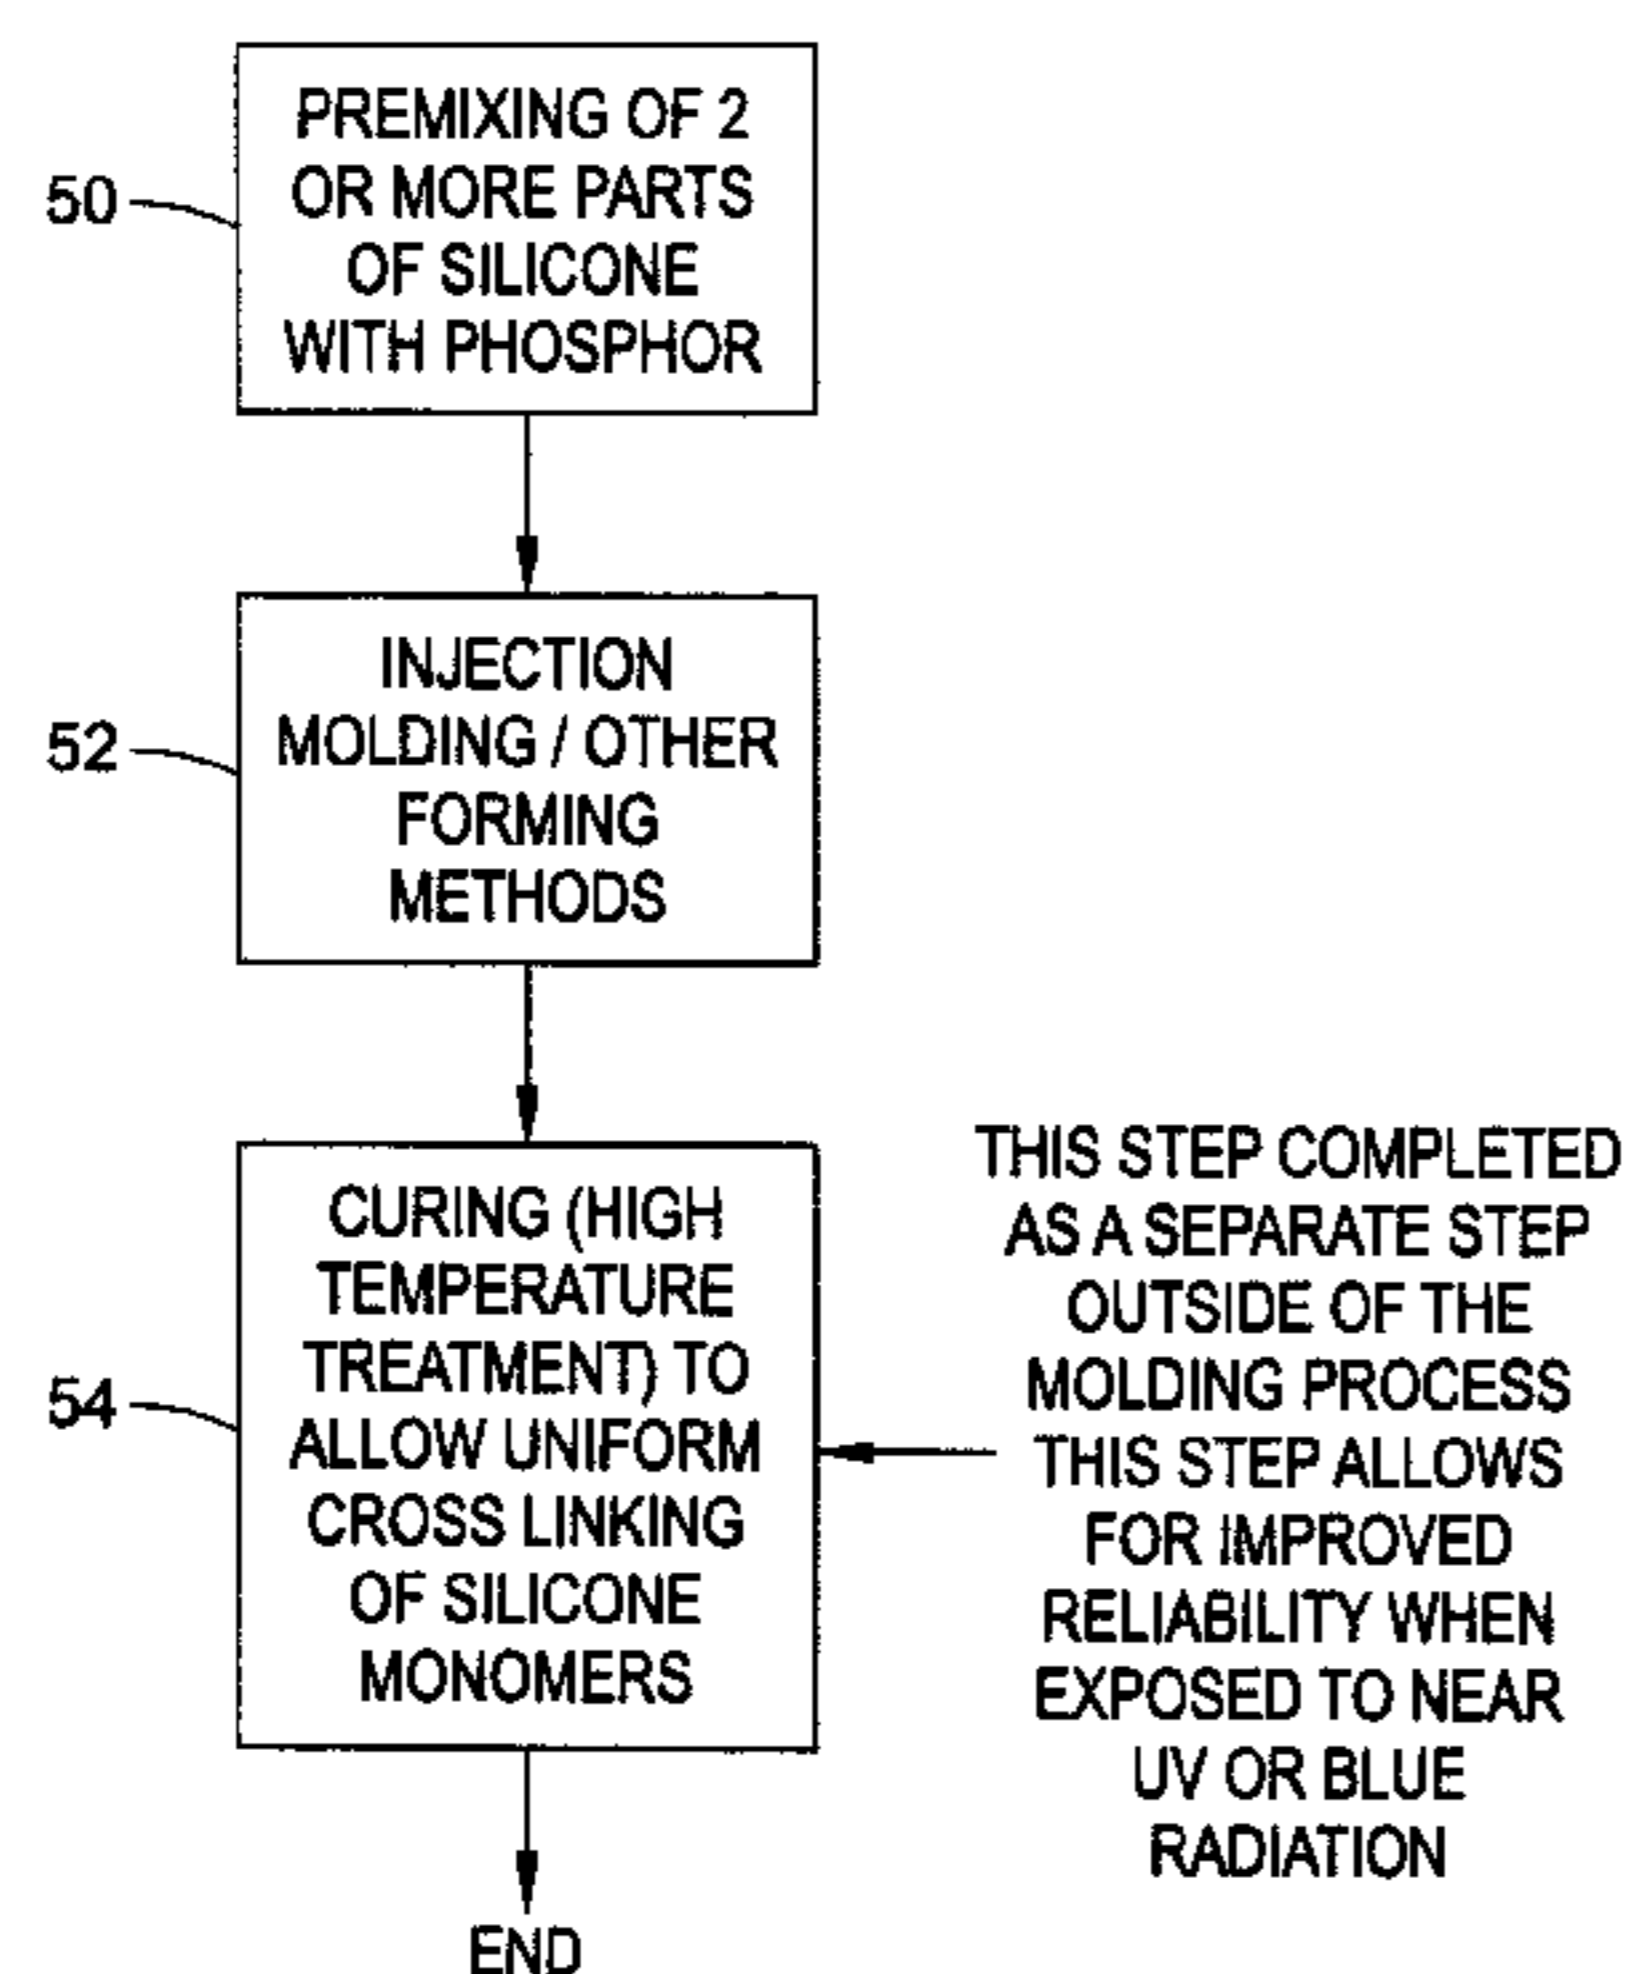 50
PREMIXING OF 2
OR MORE PARTS
OF SILICONE
WITH PHOSPHOR
52
INJECTION
MOLDING / OTHER
FORMING
METHODS
54
CURING (HIGH
TEMPERATURE
TREATMENT) TO
ALLOW UNIFORM
CROSS LINKING
OF SILICONE
MONOMERS
THIS STEP COMPLETED
AS A SEPARATE STEP
OUTSIDE OF THE
MOLDING PROCESS
THIS STEP ALLOWS
FOR IMPROVED
RELIABILITY WHEN
EXPOSED TO NEAR
UV OR BLUE
RADIATION
END